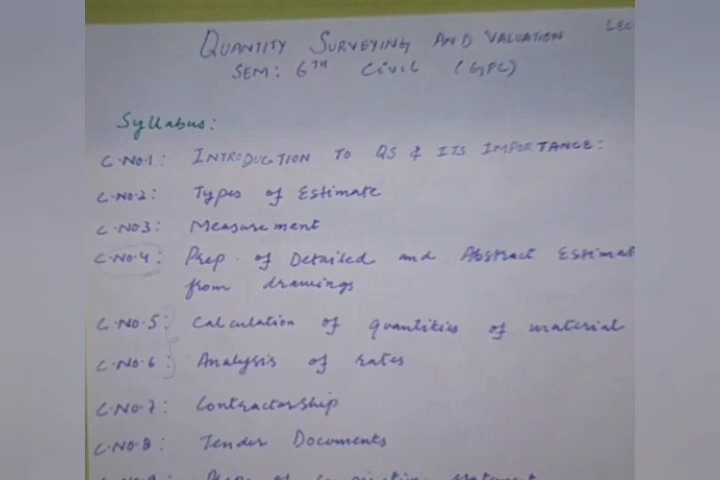 QUANTITY SURVEYING AND VALUATION LEC
SEM: 6TH CIVIL (GPC)
Syllabus:
C.NO.1: INTRODUCTION TO QS & ITS IMPORTANCE:
C.NO.2: Types of Estimate
C.NO.3: Measurement
C.NO.4: Prep. of Detailed and Abstract Estimat
from drawings
C.NO.5: Calculation of quantities of material
C.NO.6: Analysis of rates
C.NO.7: Contractorship
C.NO.8: Tender Documents